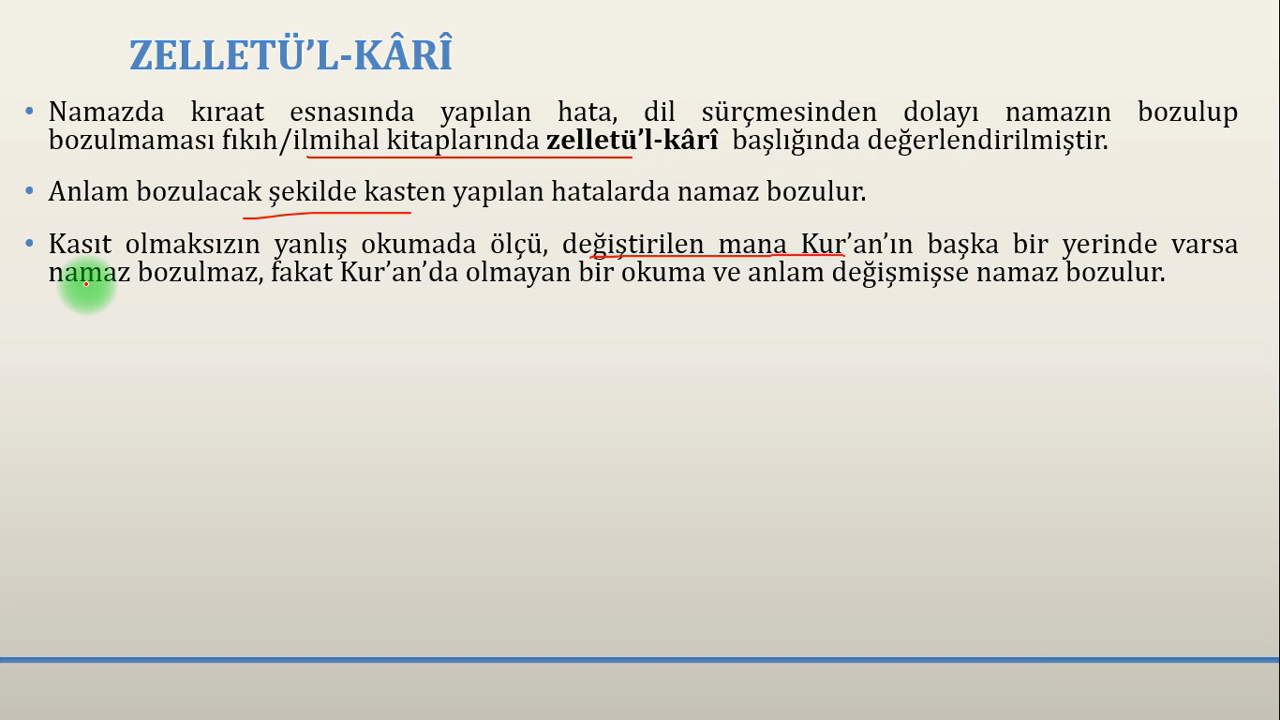 ZELLETÜ’L-KÂRÎ
• Namazda kıraat esnasında yapılan hata, dil sürçmesinden dolayı namazın bozulup
bozulmaması fıkıh/ilmihal kitaplarında zelletü’l-kârî başlığında değerlendirilmiştir.
• Anlam bozulacak şekilde kasten yapılan hatalarda namaz bozulur.
• Kasıt olmaksızın yanlış okumada ölçü, değiştirilen mana Kur’an’ın başka bir yerinde varsa
namaz bozulmaz, fakat Kur’an’da olmayan bir okuma ve anlam değişmişse namaz bozulur.